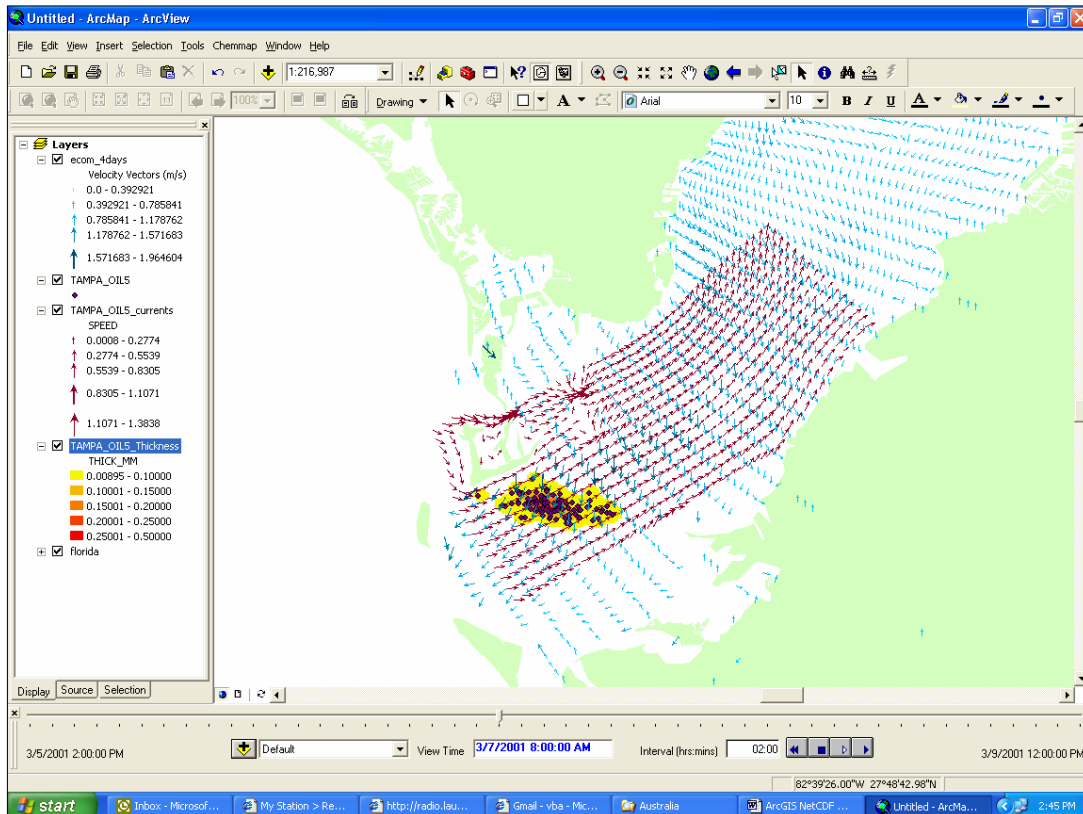 Untitled - ArcMap - ArcView
File Edit View Insert Selection Tools Chemmap Window Help
1:216,987
100%
Drawing
A
Arial
10
B I U A
Layers
ecom_4days
Velocity Vectors (m/s)
0.0 - 0.392921
0.392921 - 0.785841
0.785841 - 1.178762
1.178762 - 1.571683
1.571683 - 1.964604
TAMPA_OIL5
TAMPA_OIL5_currents
SPEED
0.0008 - 0.2774
0.2774 - 0.5539
0.5539 - 0.8305
0.8305 - 1.1071
1.1071 - 1.3838
TAMPA_OIL5_Thickness
THICK_MM
0.00895 - 0.10000
0.10001 - 0.15000
0.15001 - 0.20000
0.20001 - 0.25000
0.25001 - 0.50000
florida
Display Source Selection
3/5/2001 2:00:00 PM
Default
View Time
3/7/2001 8:00:00 AM
Interval (hrs:mins)
02:00
3/9/2001 12:00:00 PM
82°39'26.00"W 27°48'42.98"N
start
Inbox - Microsof...
My Station > Re...
http://radio.lau...
Gmail - vba - Mic...
Australia
ArcGIS NetCDF ...
Untitled - ArcMa...
2:45 PM